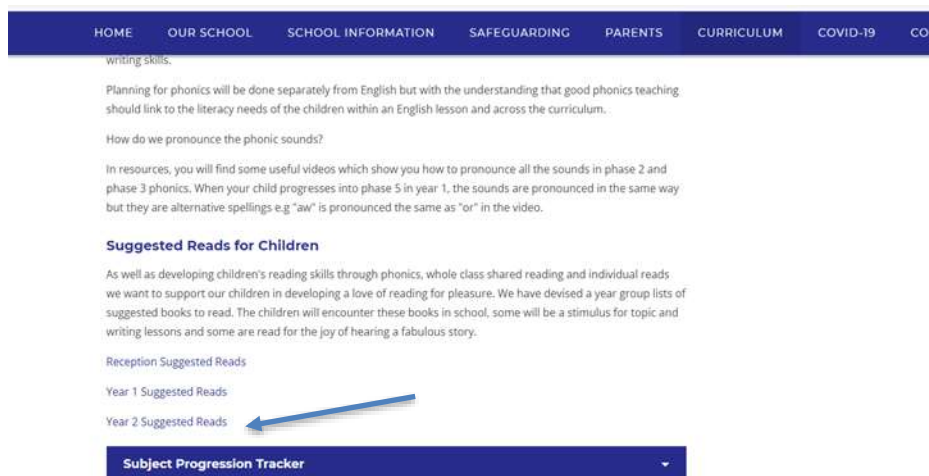 HOME OUR SCHOOL SCHOOL INFORMATION SAFEGUARDING PARENTS CURRICULUM COVID-19 CO
writing skills.
Planning for phonics will be done separately from English but with the understanding that good phonics teaching
should link to the literacy needs of the children within an English lesson and across the curriculum.
How do we pronounce the phonic sounds?
In resources, you will find some useful videos which show you how to pronounce all the sounds in phase 2 and
phase 3 phonics. When your child progresses into phase 5 in year 1, the sounds are pronounced in the same way
but they are alternative spellings e.g "aw" is pronounced the same as "or" in the video.
Suggested Reads for Children
As well as developing children's reading skills through phonics, whole class shared reading and individual reads
we want to support our children in developing a love of reading for pleasure. We have devised a year group lists of
suggested books to read. The children will encounter these books in school, some will be a stimulus for topic and
writing lessons and some are read for the joy of hearing a fabulous story.
Reception Suggested Reads
Year 1 Suggested Reads
Year 2 Suggested Reads
Subject Progression Tracker